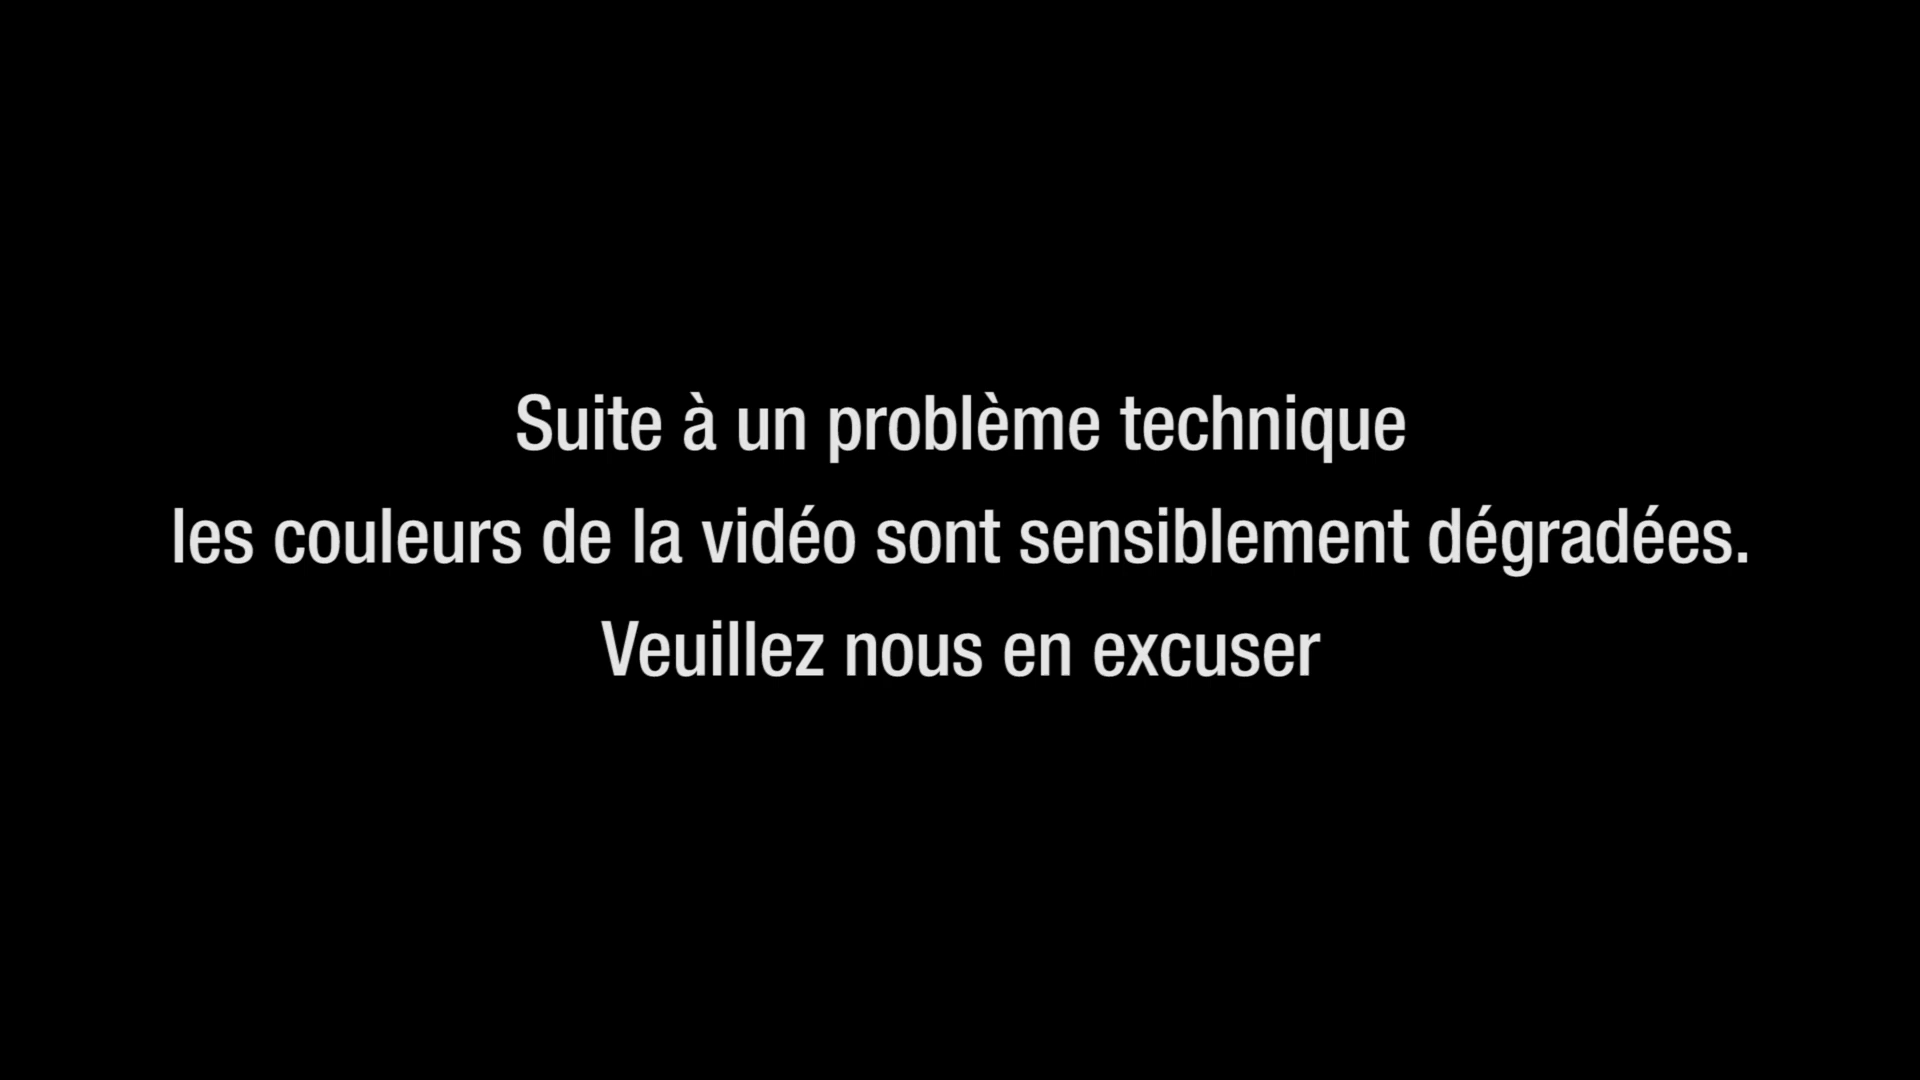 Suite à un problème technique
les couleurs de la vidéo sont sensiblement dégradées.
Veuillez nous en excuser